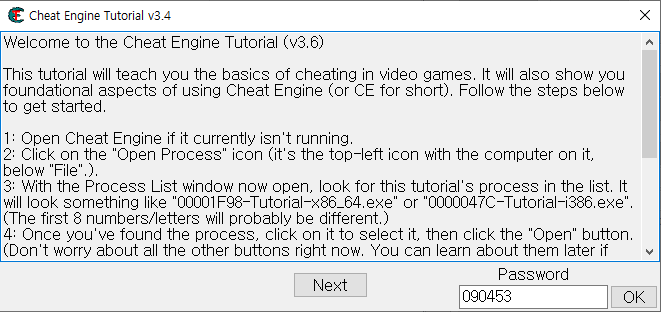 Cheat Engine Tutorial v3.4
Welcome to the Cheat Engine Tutorial (v3.6)
This tutorial will teach you the basics of cheating in video games. It will also show you
foundational aspects of using Cheat Engine (or CE for short). Follow the steps below
to get started.
1: Open Cheat Engine if it currently isn't running.
2: Click on the "Open Process" icon (it's the top-left icon with the computer on it,
below "File".).
3: With the Process List window now open, look for this tutorial's process in the list. It
will look something like "00001F98-Tutorial-x86_64.exe" or "0000047C-Tutorial-i386.exe".
(The first 8 numbers/letters will probably be different.)
4: Once you've found the process, click on it to select it, then click the "Open" button.
(Don't worry about all the other buttons right now. You can learn about them later if
Next
Password
090453
OK